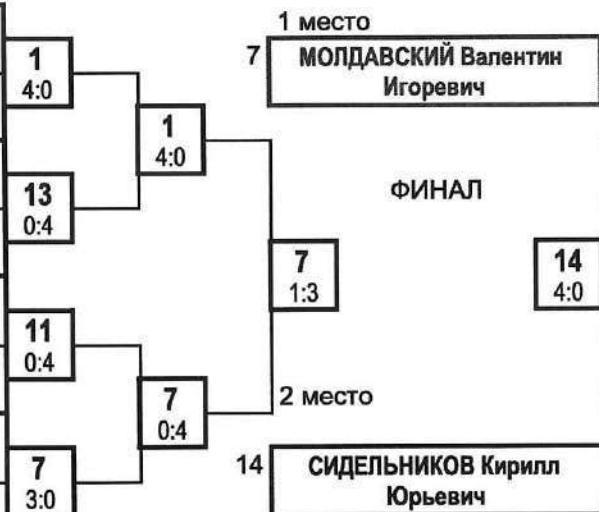 1 место
7
МОЛДАВСКИЙ Валентин
Игоревич
1
4:0
1
4:0
13
0:4
ФИНАЛ
7
1:3
14
4:0
11
0:4
7
0:4
2 место
7
3:0
14
СИДЕЛЬНИКОВ Кирилл
Юрьевич